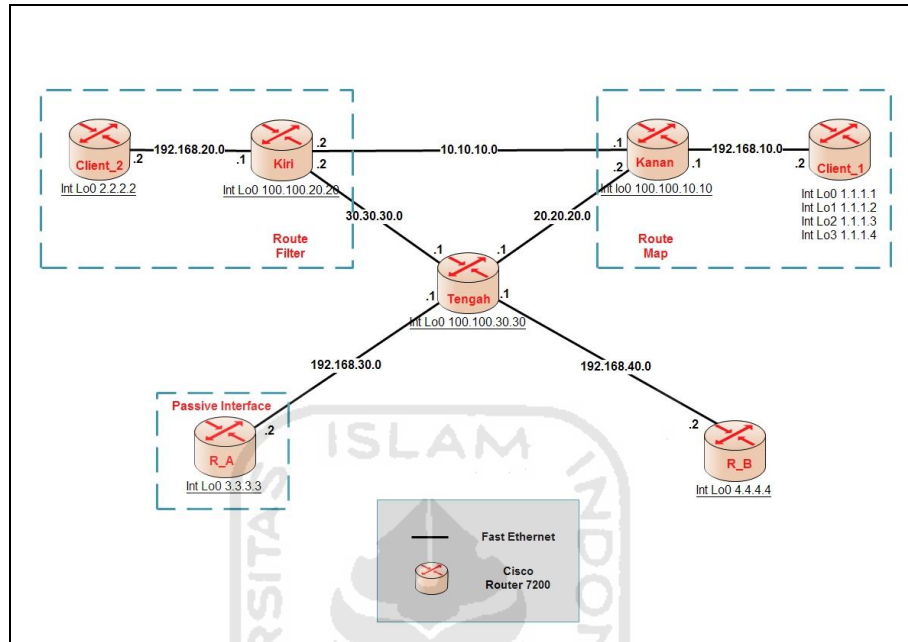 Client_2
.2
192.168.20.0
.1
Int Lo0 2.2.2.2
Kiri
.2
.2
Int Lo0 100.100.20.20
Route
Filter
10.10.10.0
.1
.2
Kanan
.1
Int lo0 100.100.10.10
192.168.10.0
.2
Client_1
Int Lo0 1.1.1.1
Int Lo1 1.1.1.2
Int Lo2 1.1.1.3
Int Lo3 1.1.1.4
Route
Map
30.30.30.0
20.20.20.0
.1
.1
Tengah
.1
.1
Int Lo0 100.100.30.30
192.168.30.0
192.168.40.0
Passive Interface
.2
R_A
Int Lo0 3.3.3.3
.2
R_B
Int Lo0 4.4.4.4
Fast Ethernet
Cisco
Router 7200
SITAS ISLAM INDON